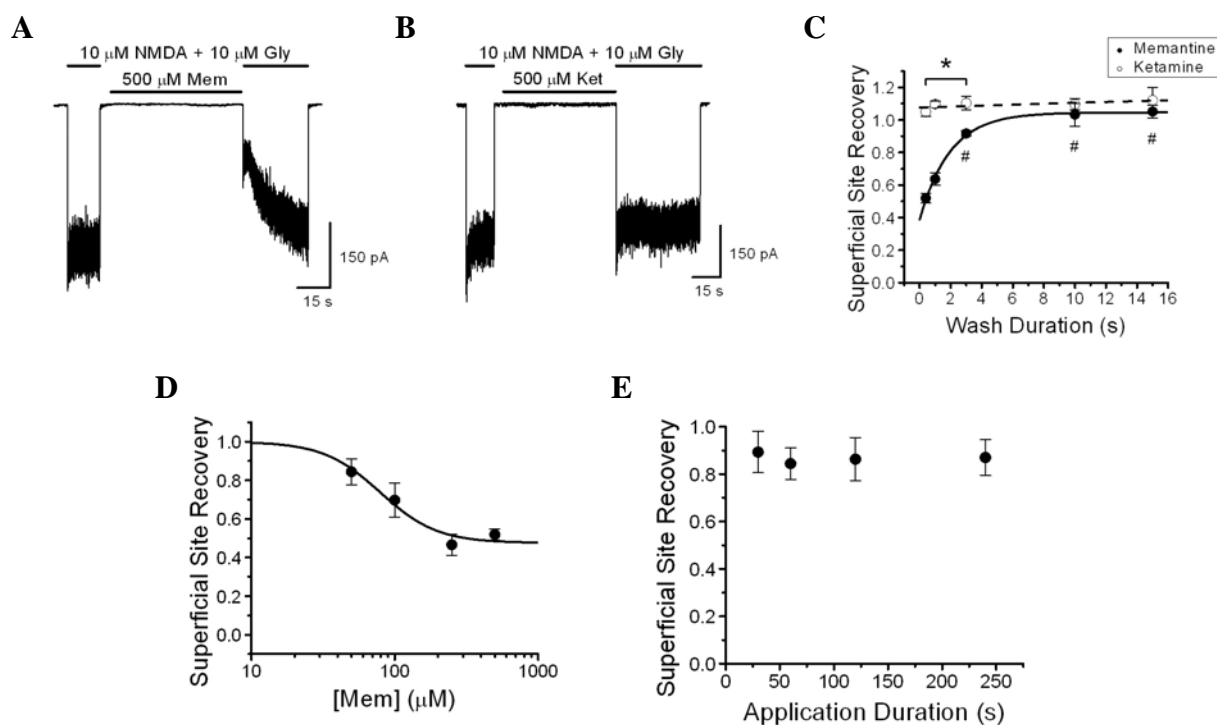 A
10 μM NMDA + 10 μM Gly
500 μM Mem
150 pA
15 s
B
10 μM NMDA + 10 μM Gly
500 μM Ket
150 pA
15 s
C
Memantine
Ketamine
*
#
#
#
Superficial Site Recovery
1.2
1.0
0.8
0.6
0.4
0.2
0.0
0 2 4 6 8 10 12 14 16
Wash Duration (s)
D
Superficial Site Recovery
1.0
0.8
0.6
0.4
0.2
0.0
10 100 1000
[Mem] (μM)
E
Superficial Site Recovery
1.0
0.8
0.6
0.4
0.2
0.0
0 50 100 150 200 250
Application Duration (s)